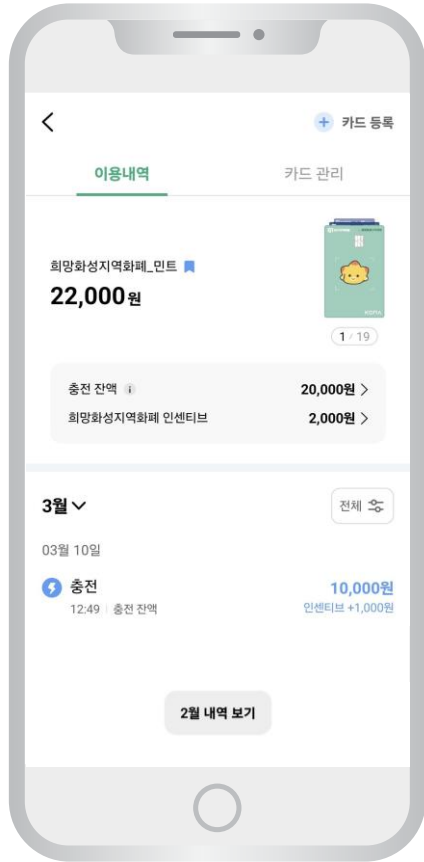 카드 등록
이용내역 카드 관리
희망화성지역화폐_민트
22,000원
1 / 19
충전 잔액 20,000원
희망화성지역화폐 인센티브 2,000원
3월 전체
03월 10일
충전 10,000원
12:49 충전 잔액 인센티브 +1,000원
2월 내역 보기